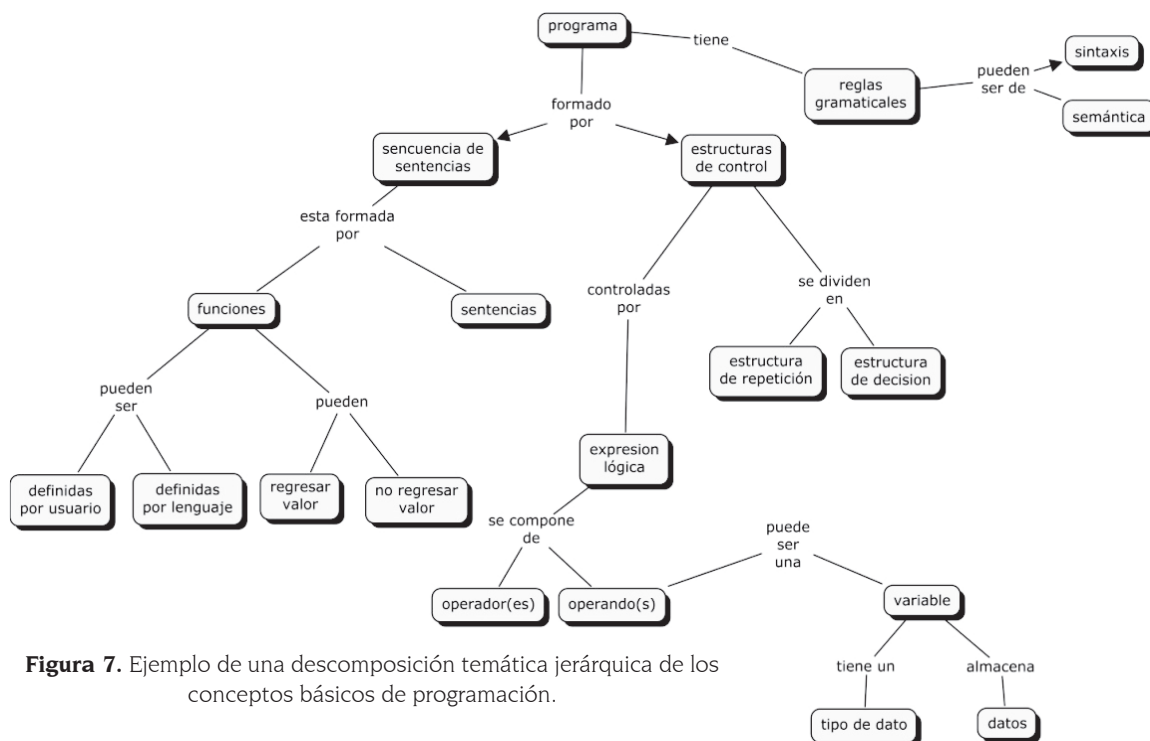 programa
tiene
sintaxis
pueden
ser de
reglas
gramaticales
semántica
formado
por
sencuencia de
sentencias
estructuras
de control
esta formada
por
controladas
por
se dividen
en
funciones
sentencias
estructura
de repetición
estructura
de decision
pueden
ser
pueden
expresion
lógica
definidas
por usuario
definidas
por lenguaje
regresar
valor
no regresar
valor
se compone
de
puede
ser
una
operador(es)
operando(s)
variable
Figura 7. Ejemplo de una descomposición temática jerárquica de los
conceptos básicos de programación.
tiene un
almacena
tipo de dato
datos